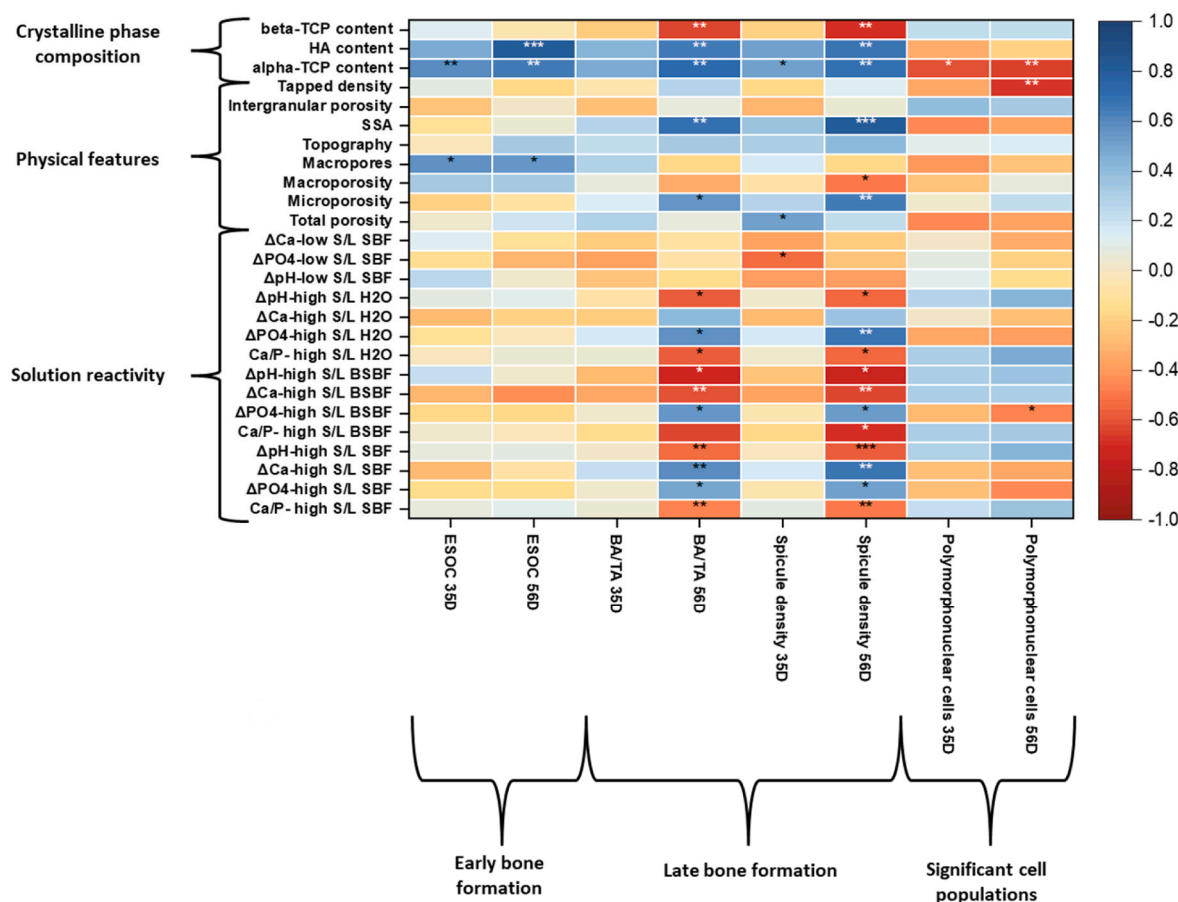 Crystalline phase
composition
Physical features
Solution reactivity
beta-TCP content
HA content
alpha-TCP content
Tapped density
Intergranular porosity
SSA
Topography
Macropores
Macroporosity
Microporosity
Total porosity
ΔCa-low S/L SBF
ΔPO4-low S/L SBF
ΔpH-low S/L SBF
ΔpH-high S/L H2O
ΔCa-high S/L H2O
ΔPO4-high S/L H2O
Ca/P- high S/L H2O
ΔpH-high S/L BSBF
ΔCa-high S/L BSBF
ΔPO4-high S/L BSBF
Ca/P- high S/L BSBF
ΔpH-high S/L SBF
ΔCa-high S/L SBF
ΔPO4-high S/L SBF
Ca/P- high S/L SBF
** **
*** ** **
** ** ** * ** * **
**
** ***
* *
*
* **
*
*
* *
* **
* *
* *
** **
* * *
*
** ***
** **
* *
** **
1.0
0.8
0.6
0.4
0.2
0.0
-0.2
-0.4
-0.6
-0.8
-1.0
ESOC 35D
ESOC 56D
BA/TA 35D
BA/TA 56D
Spicule density 35D
Spicule density 56D
Polymorphonuclear cells 35D
Polymorphonuclear cells 56D
Early bone
formation
Late bone formation
Significant cell
populations